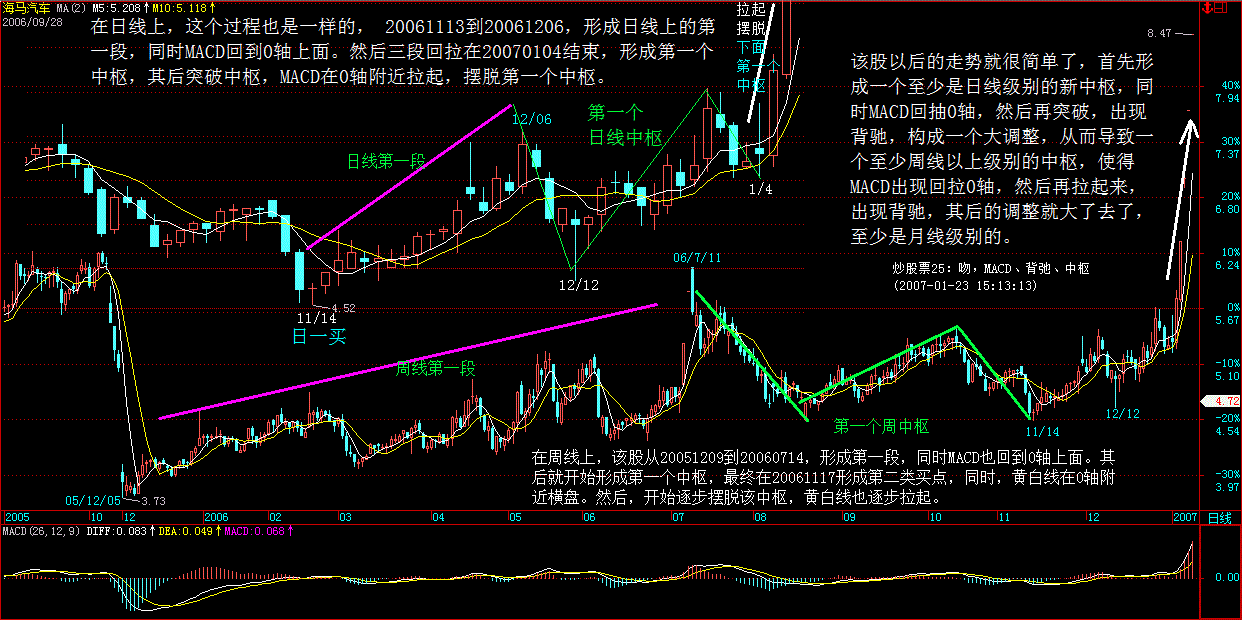 海马汽车 MA(2) M5:5.208↑M10:5.118↑
2006/09/28
在日线上，这个过程也是一样的， 20061113到20061206，形成日线上的第
一段，同时MACD回到0轴上面。然后三段回拉在20070104结束，形成第一个
中枢，其后突破中枢，MACD在0轴附近拉起，摆脱第一个中枢。
拉起
摆脱
下面
第一个
中枢
8.47
该股以后的走势就很简单了，首先形
成一个至少是日线级别的新中枢，同
时MACD回抽0轴，然后再突破，出现
背驰，构成一个大调整，从而导致一
个至少周线以上级别的中枢，使得
MACD出现回拉0轴，然后再拉起来，
出现背驰，其后的调整就大了去了，
至少是月线级别的。
炒股票25：吻，MACD、背弛、中枢
(2007-01-23 15:13:13)
12/06
第一个
日线中枢
日线第一段
1/4
12/12
06/7/11
4.52
11/14
日一买
周线第一段
第一个周中枢
11/14
12/12
在周线上，该股从20051209到20060714，形成第一段，同时MACD也回到0轴上面。其
后就开始形成第一个中枢，最终在20061117形成第二类买点，同时，黄白线在0轴附
近横盘。然后，开始逐步摆脱该中枢，黄白线也逐步拉起。
05/12/05
3.73
40%
7.94
30%
7.37
20%
6.80
10%
6.24
0%
5.67
-10%
5.10
4.72
-20%
4.54
-30%
3.97
2005 10 12 2006 02 03 04 05 06 07 08 09 10 11 12 2007 日线
MACD(26,12,9) DIFF:0.083↑DEA:0.049↑MACD:0.068↑
0.00